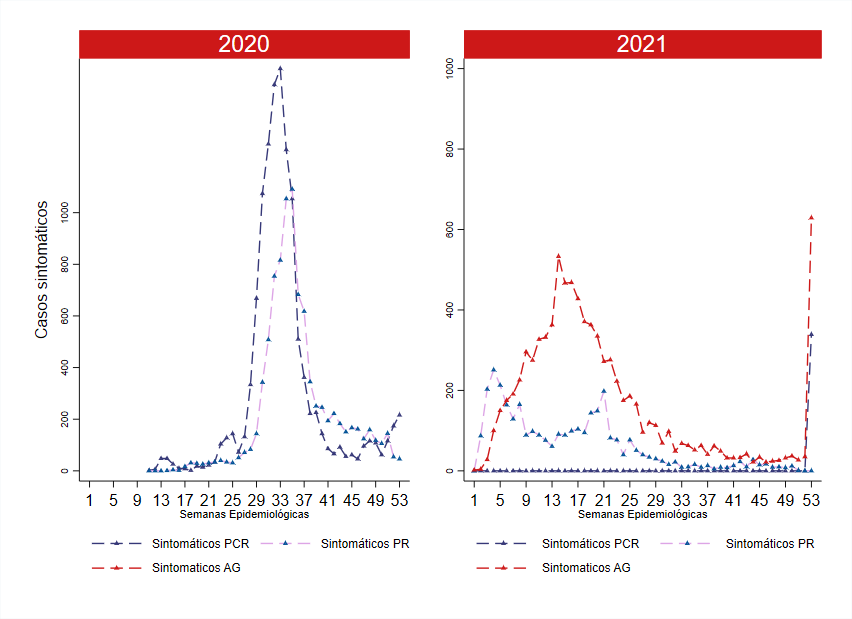 2020
2021
Casos sintomáticos
1000
800
600
400
200
0
1 5 9 13 17 21 25 29 33 37 41 45 49 53
Semanas Epidemiológicas
Sintomáticos PCR Sintomáticos PR
Sintomaticos AG
1000
800
600
400
200
0
1 5 9 13 17 21 25 29 33 37 41 45 49 53
Semanas Epidemiológicas
Sintomáticos PCR Sintomáticos PR
Sintomaticos AG